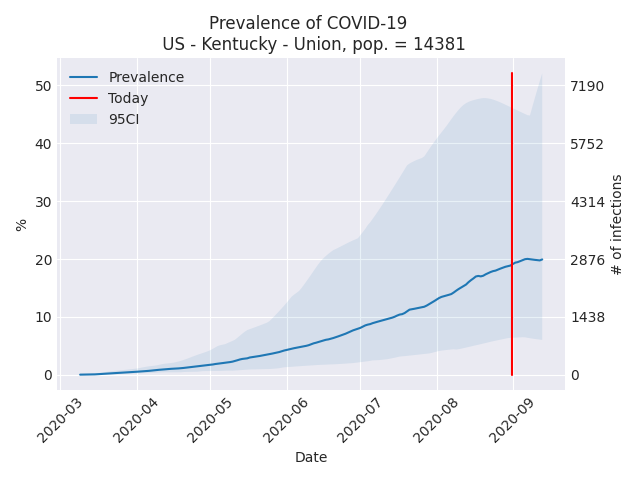 Prevalence of COVID-19
US - Kentucky - Union, pop. = 14381
Prevalence
Today
95CI
50
40
30
20
10
0
%
7190
5752
4314
2876
1438
0
# of infections
2020-03
2020-04
2020-05
2020-06
2020-07
2020-08
2020-09
Date